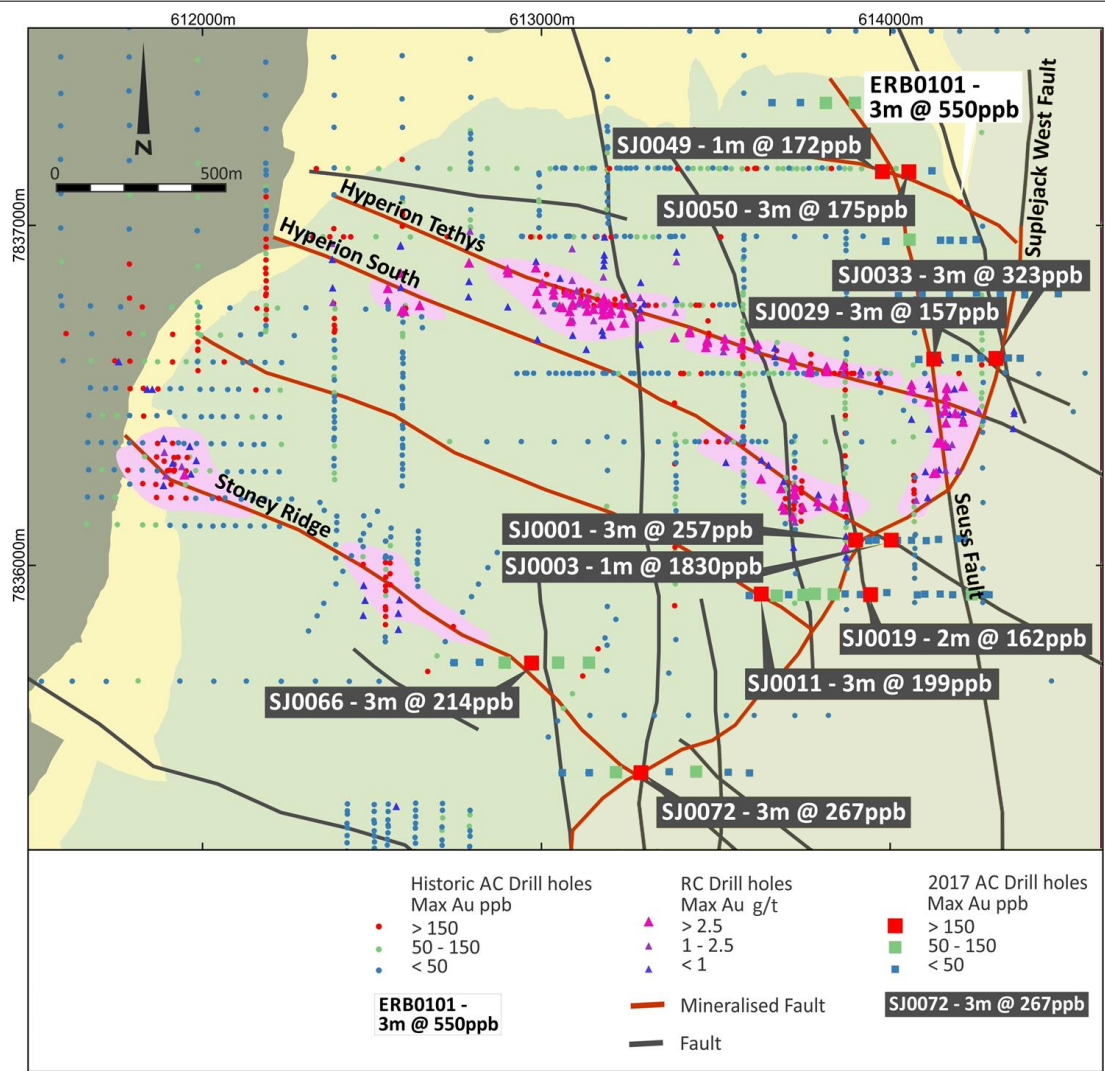 612000m
613000m
614000m
ERB0101 -
3m @ 550ppb
Suplejack West Fault
SJ0049 - 1m @ 172ppb
N
0
500m
Hyperion Tethys
SJ0050 - 3m @ 175ppb
7837000m
Hyperion South
SJ0033 - 3m @ 323ppb
SJ0029 - 3m @ 157ppb
Stoney Ridge
Seuss Fault
SJ0001 - 3m @ 257ppb
SJ0003 - 1m @ 1830ppb
7836000m
SJ0019 - 2m @ 162ppb
SJ0011 - 3m @ 199ppb
SJ0066 - 3m @ 214ppb
SJ0072 - 3m @ 267ppb
Historic AC Drill holes
Max Au ppb
> 150
50 - 150
< 50
ERB0101 -
3m @ 550ppb
RC Drill holes
Max Au g/t
> 2.5
1 - 2.5
< 1
Mineralised Fault
Fault
2017 AC Drill holes
Max Au ppb
> 150
50 - 150
< 50
SJ0072 - 3m @ 267ppb